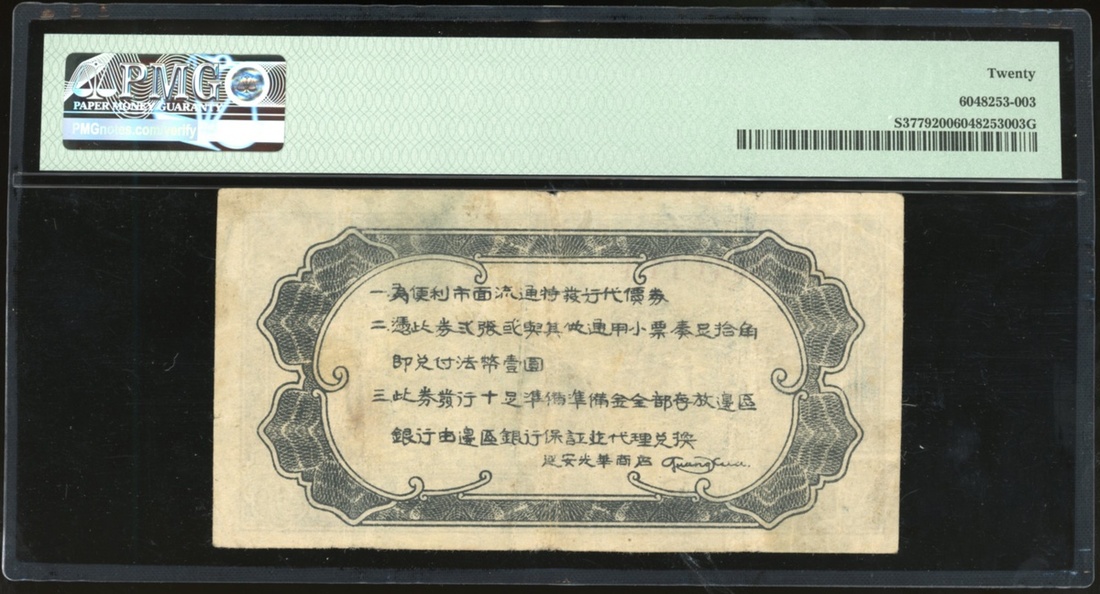 PMG
PAPER MONEY GUARANTY
PMGnotes.com/verify
Twenty
6048253-003
S37792006048253003G
一.為便利市面流通特發行代價券
二.憑此券弍張或與其他通用小票湊足拾角
即兌付法幣壹圓
三.此券發行十足準備準備金全部存放邊區
銀行由邊區銀行保証並代理兌換
延安光華商店 Guang Hua.